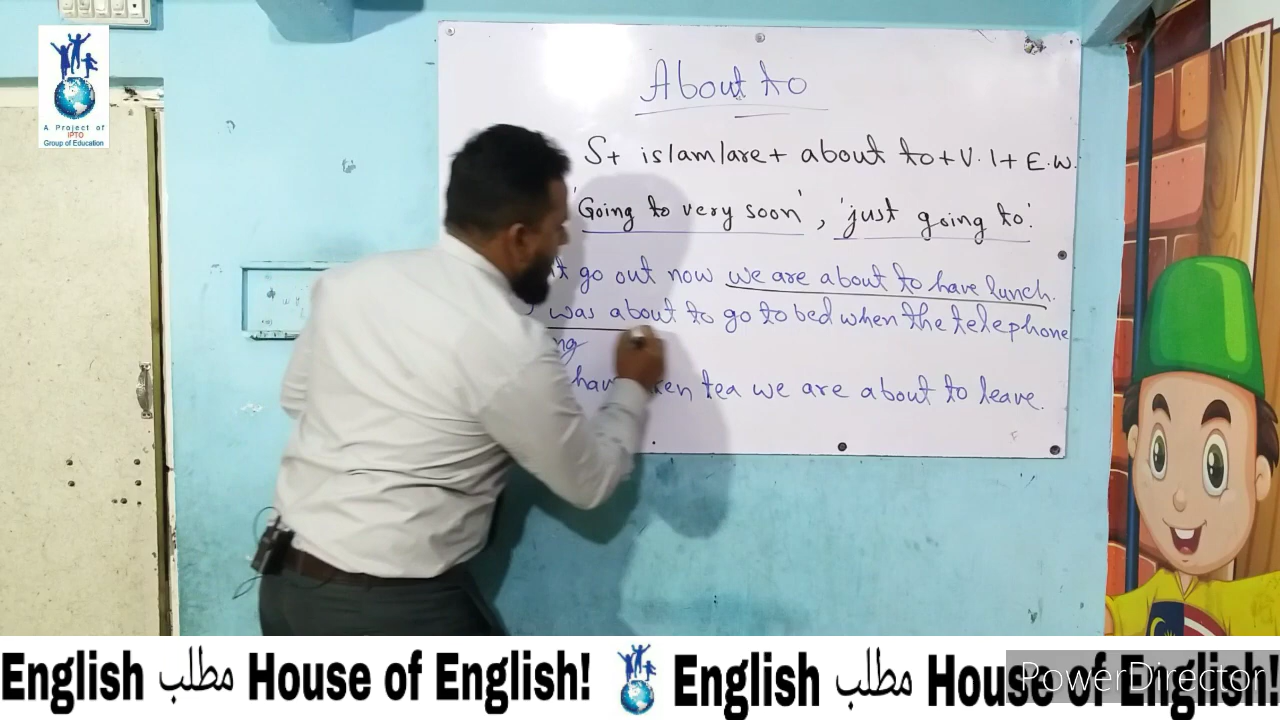 A Project of
IPTO
Group of Education
About to
S+ is/am/are+ about to+V.1+ E.W.
'Going to very soon', 'just going to'.
go out now we are about to have lunch.
was about to go to bed when the telephone
tea we are about to leave.
English مطلب House of English! English مطلب House of English!
PowerDirector